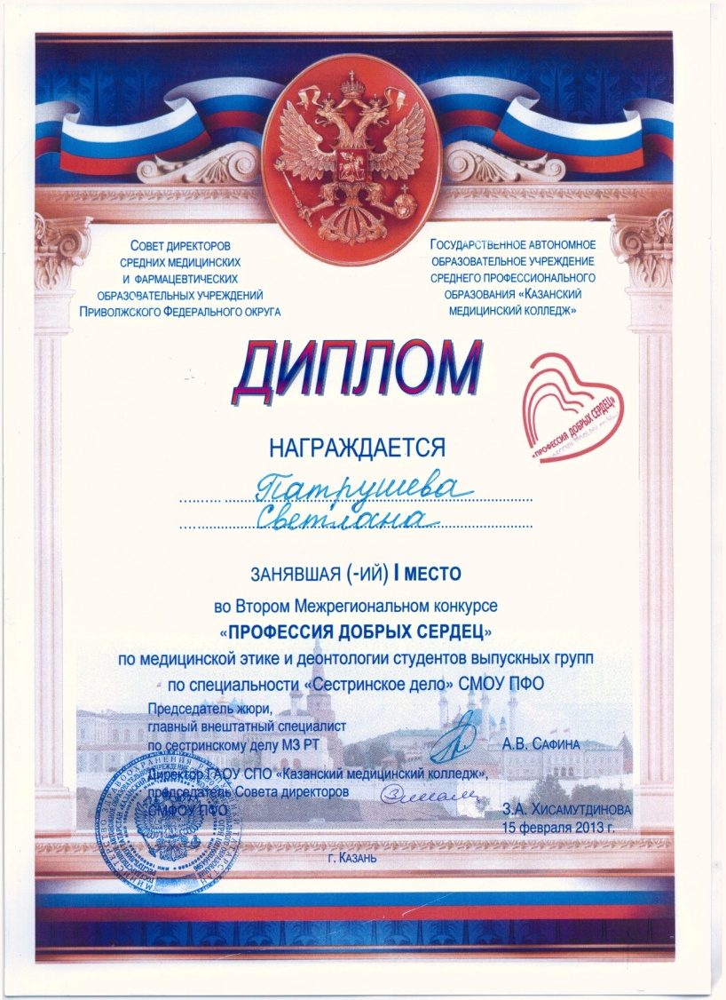 Совет директоров
средних медицинских
и фармацевтических
образовательных учреждений
Приволжского Федерального округа
Государственное автономное
образовательное учреждение
среднего профессионального
образования «Казанский
медицинский колледж»
ДИПЛОМ
«ПРОФЕССИЯ ДОБРЫХ СЕРДЕЦ»
НАГРАЖДАЕТСЯ
Патрушева
Светлана
ЗАНЯВШАЯ (-ИЙ) I МЕСТО
во Втором Межрегиональном конкурсе
«ПРОФЕССИЯ ДОБРЫХ СЕРДЕЦ»
по медицинской этике и деонтологии студентов выпускных групп
по специальности «Сестринское дело» СМОУ ПФО
Председатель жюри,
главный внештатный специалист
по сестринскому делу МЗ РТ
А.В. Сафина
Директор ГАОУ СПО «Казанский медицинский колледж»,
председатель Совета директоров
СМФОУ ПФО
З.А. Хисамутдинова
15 февраля 2013 г.
г. Казань